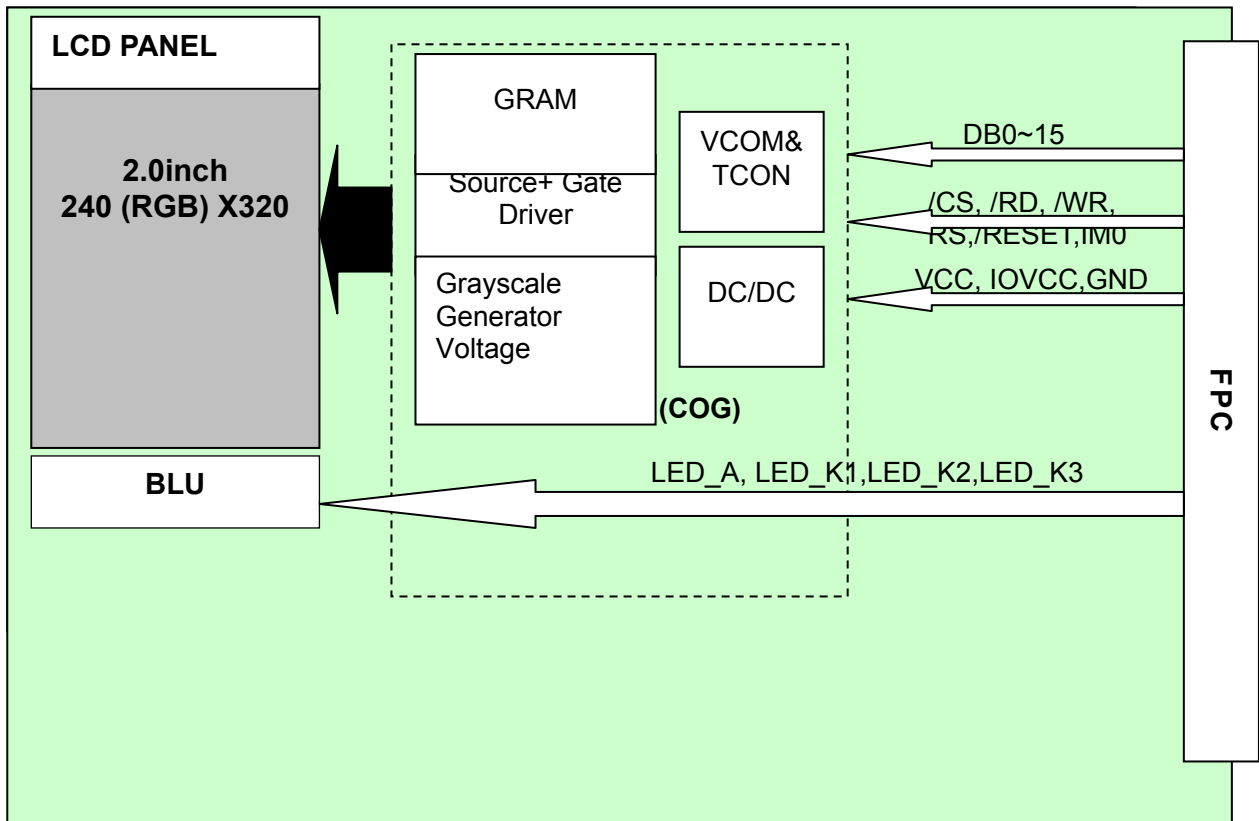 LCD PANEL
2.0inch
240 (RGB) X320
BLU
GRAM
Source+ Gate
Driver
Grayscale
Generator
Voltage
VCOM&
TCON
DC/DC
(COG)
DB0~15
/CS, /RD, /WR,
RS,/RESET,IM0
VCC, IOVCC,GND
LED_A, LED_K1,LED_K2,LED_K3
FPC